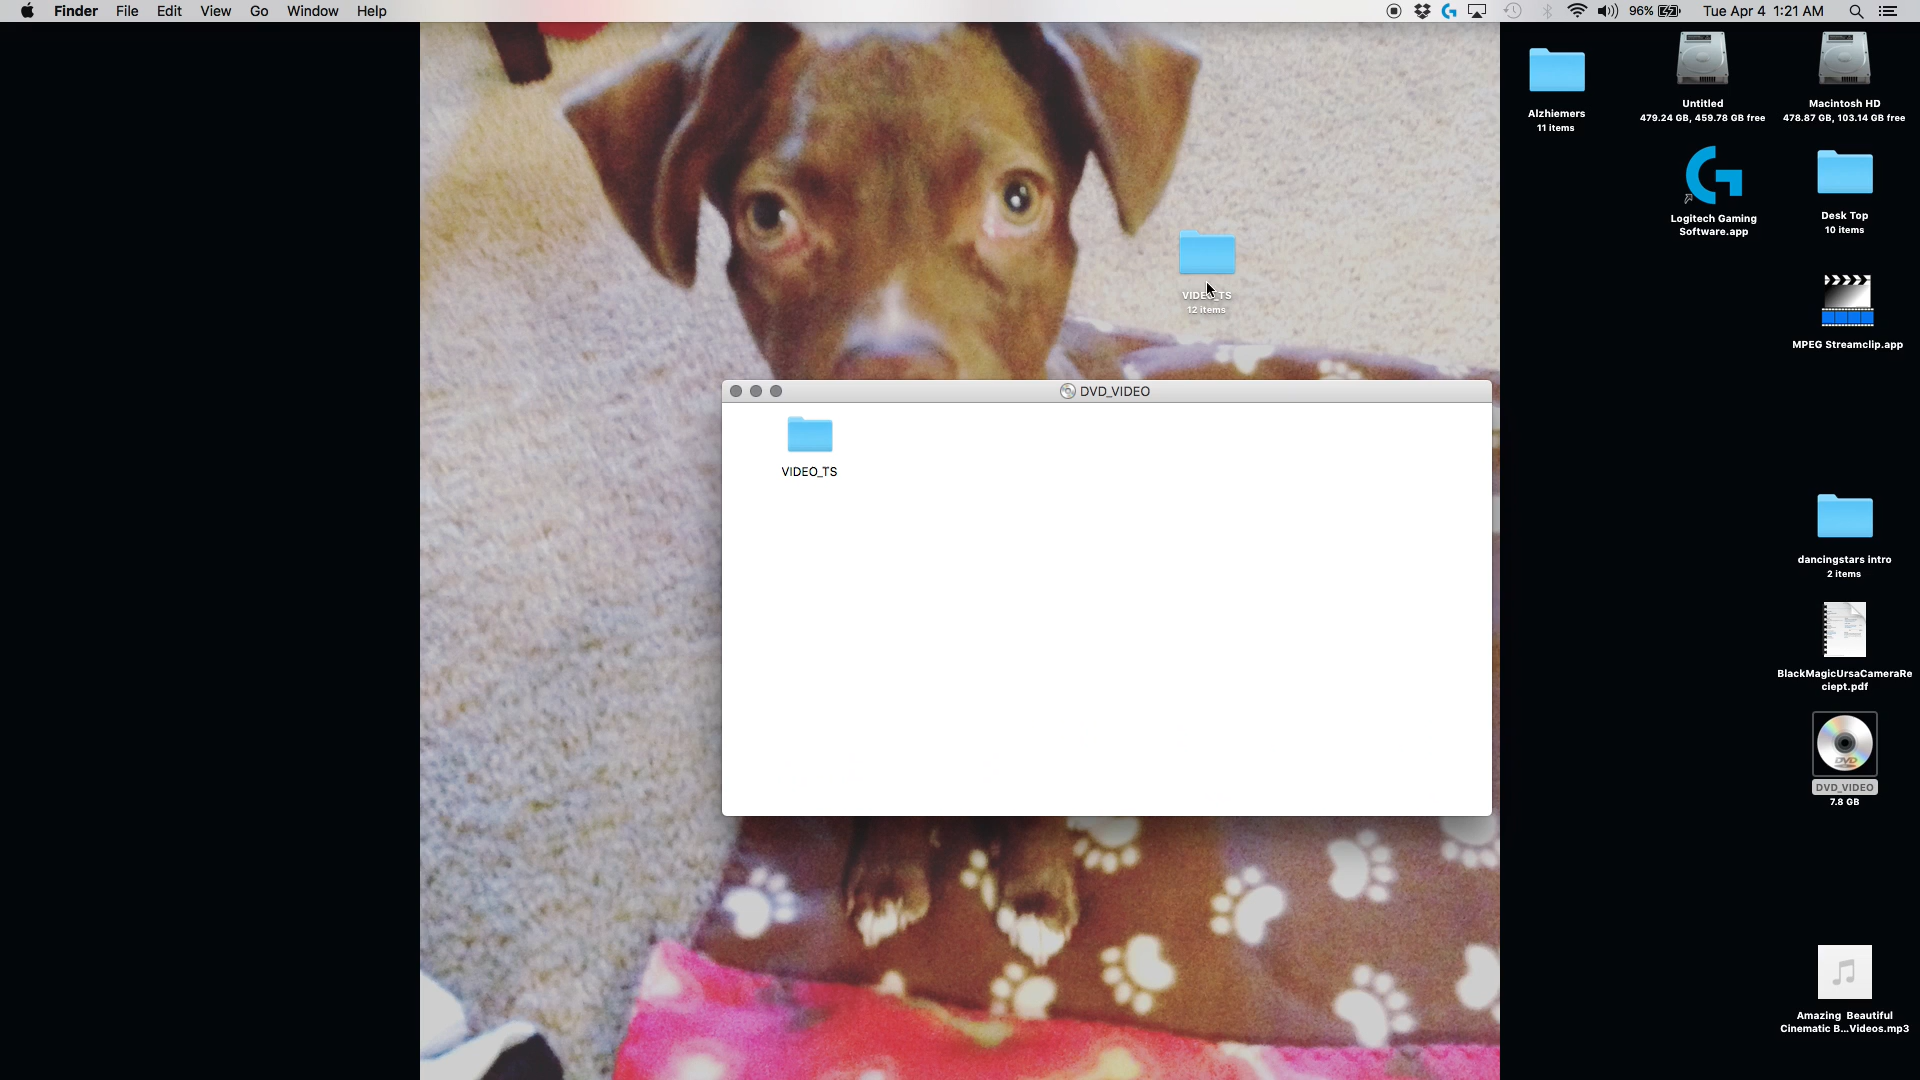 Finder File Edit View Go Window Help
96% Tue Apr 4 1:21 AM
Alzhiemers
11 items
Untitled
479.24 GB, 459.78 GB free
Macintosh HD
478.87 GB, 103.14 GB free
Logitech Gaming
Software.app
Desk Top
10 items
VIDEO_TS
12 items
MPEG Streamclip.app
DVD_VIDEO
VIDEO_TS
dancingstars intro
2 items
BlackMagicUrsaCameraRe
ciept.pdf
DVD
DVD_VIDEO
7.8 GB
Amazing Beautiful
Cinematic B...Videos.mp3